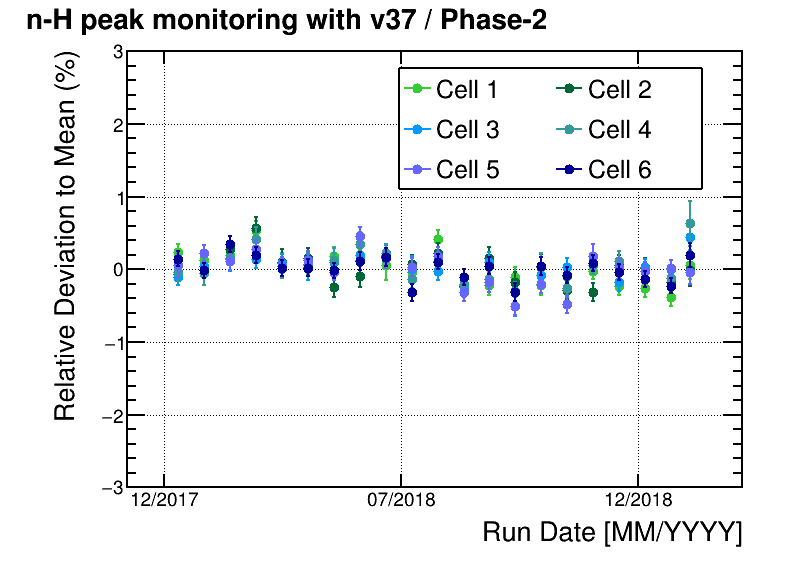 n-H peak monitoring with v37 / Phase-2
Relative Deviation to Mean (%)
3
2
1
0
−1
−2
−3
Cell 1
Cell 2
Cell 3
Cell 4
Cell 5
Cell 6
12/2017
07/2018
12/2018
Run Date [MM/YYYY]